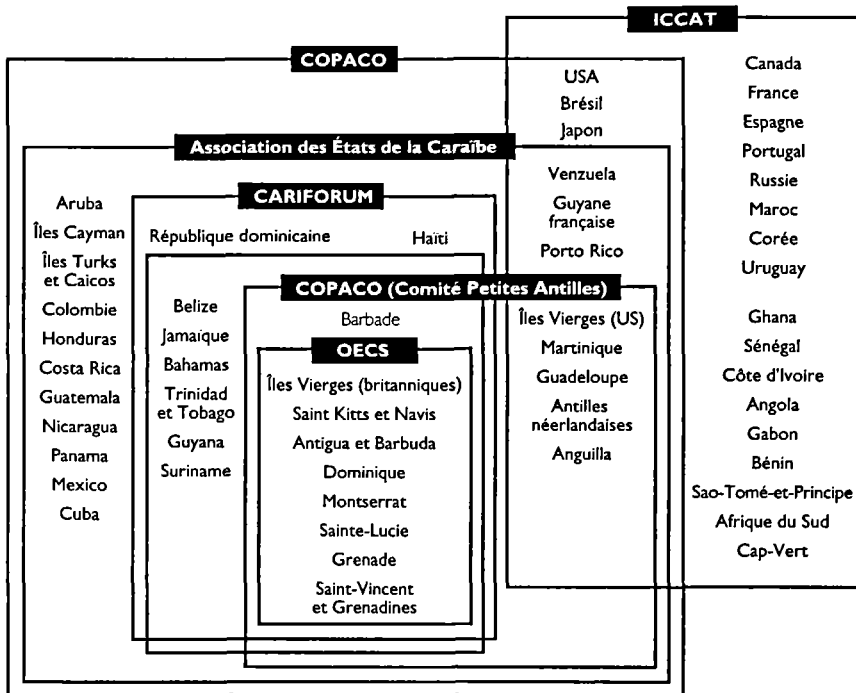 ICCAT
COPACO
USA
Brésil
Japon
Canada
France
Espagne
Portugal
Russie
Maroc
Corée
Uruguay
Ghana
Sénégal
Côte d'Ivoire
Angola
Gabon
Bénin
Sao-Tomé-et-Principe
Afrique du Sud
Cap-Vert
Association des États de la Caraïbe
Venzuela
Guyane
française
Porto Rico
Aruba
Îles Cayman
Îles Turks
et Caicos
Colombie
Honduras
Costa Rica
Guatemala
Nicaragua
Panama
Mexico
Cuba
CARIFORUM
République dominicaine
Haïti
Belize
Jamaïque
Bahamas
Trinidad
et Tobago
Guyana
Suriname
COPACO (Comité Petites Antilles)
Barbade
Îles Vierges (US)
Martinique
Guadeloupe
Antilles
néerlandaises
Anguilla
OECS
Îles Vierges (britanniques)
Saint Kitts et Navis
Antigua et Barbuda
Dominique
Montserrat
Sainte-Lucie
Grenade
Saint-Vincent
et Grenadines